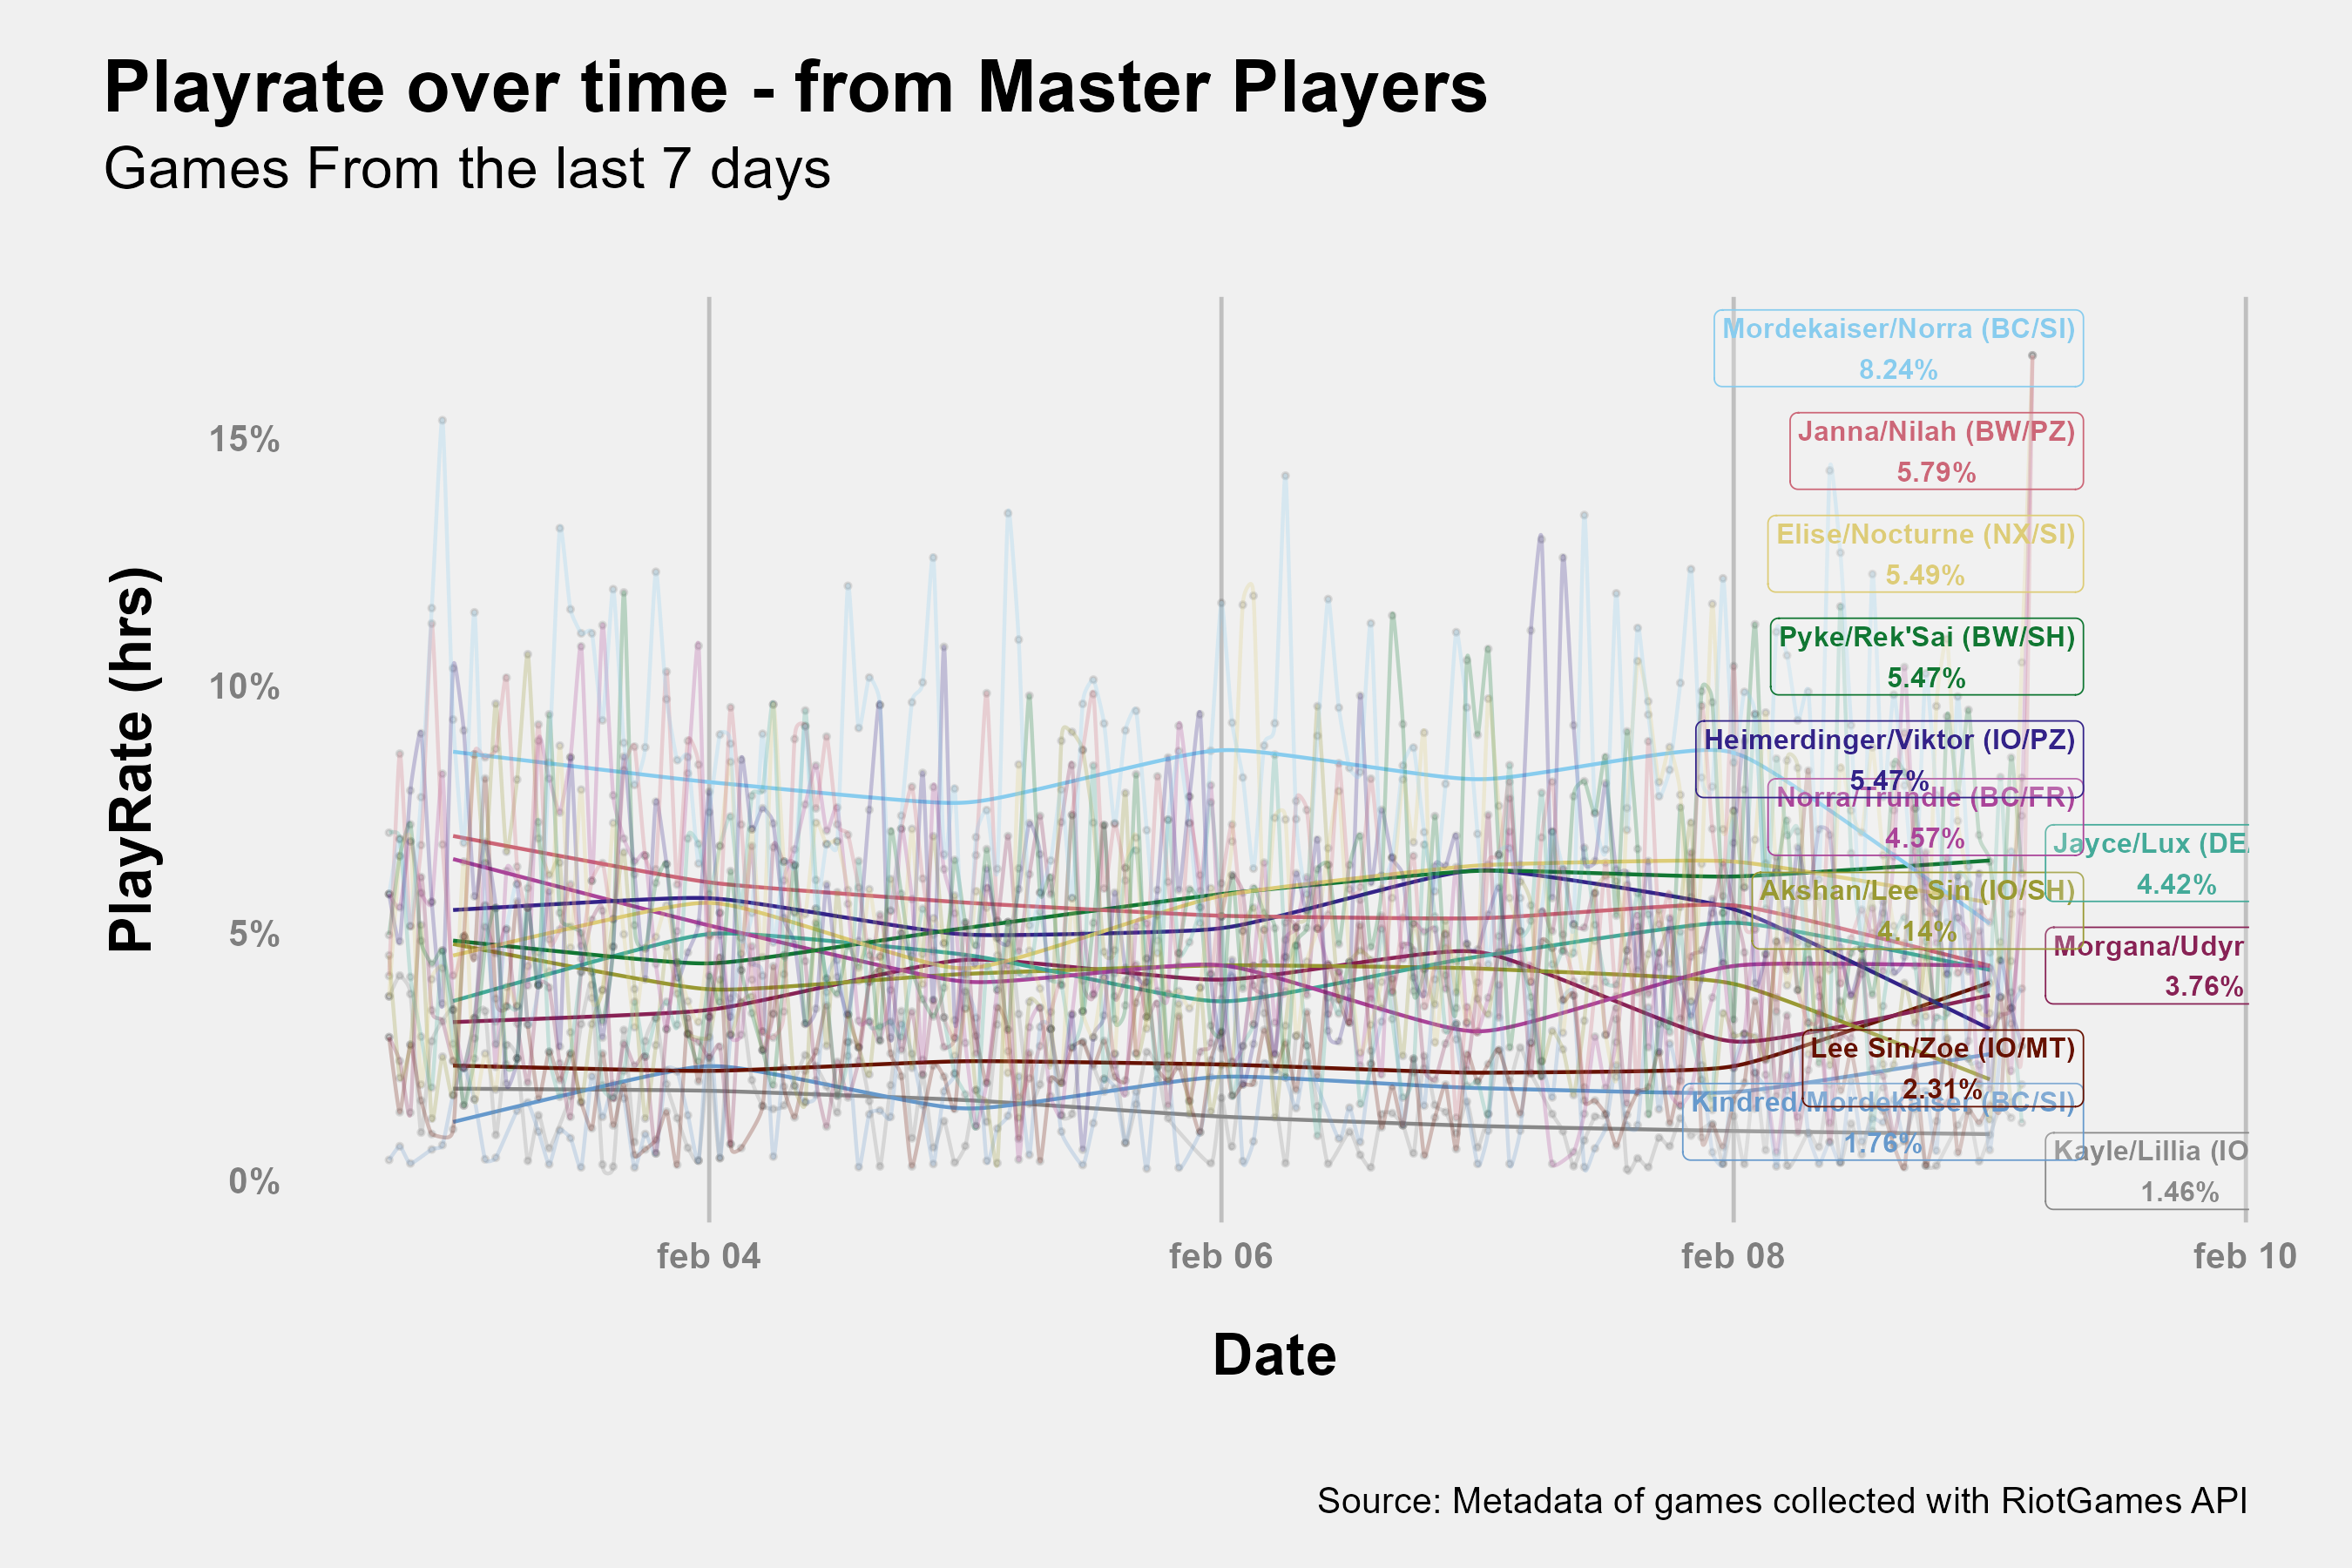 Playrate over time - from Master Players
Games From the last 7 days
PlayRate (hrs)
15%
10%
5%
0%
Mordekaiser/Norra (BC/SI)
8.24%
Janna/Nilah (BW/PZ)
5.79%
Elise/Nocturne (NX/SI)
5.49%
Pyke/Rek'Sai (BW/SH)
5.47%
Heimerdinger/Viktor (IO/PZ)
5.47%
Norra/Trundle (BC/FR)
4.57%
Jayce/Lux (DE
4.42%
Akshan/Lee Sin (IO/SH)
4.14%
Morgana/Udyr
3.76%
Lee Sin/Zoe (IO/MT)
2.31%
Kindred/Mordekaiser (BC/SI)
1.76%
Kayle/Lillia (IO
1.46%
feb 04
feb 06
feb 08
feb 10
Date
Source: Metadata of games collected with RiotGames API